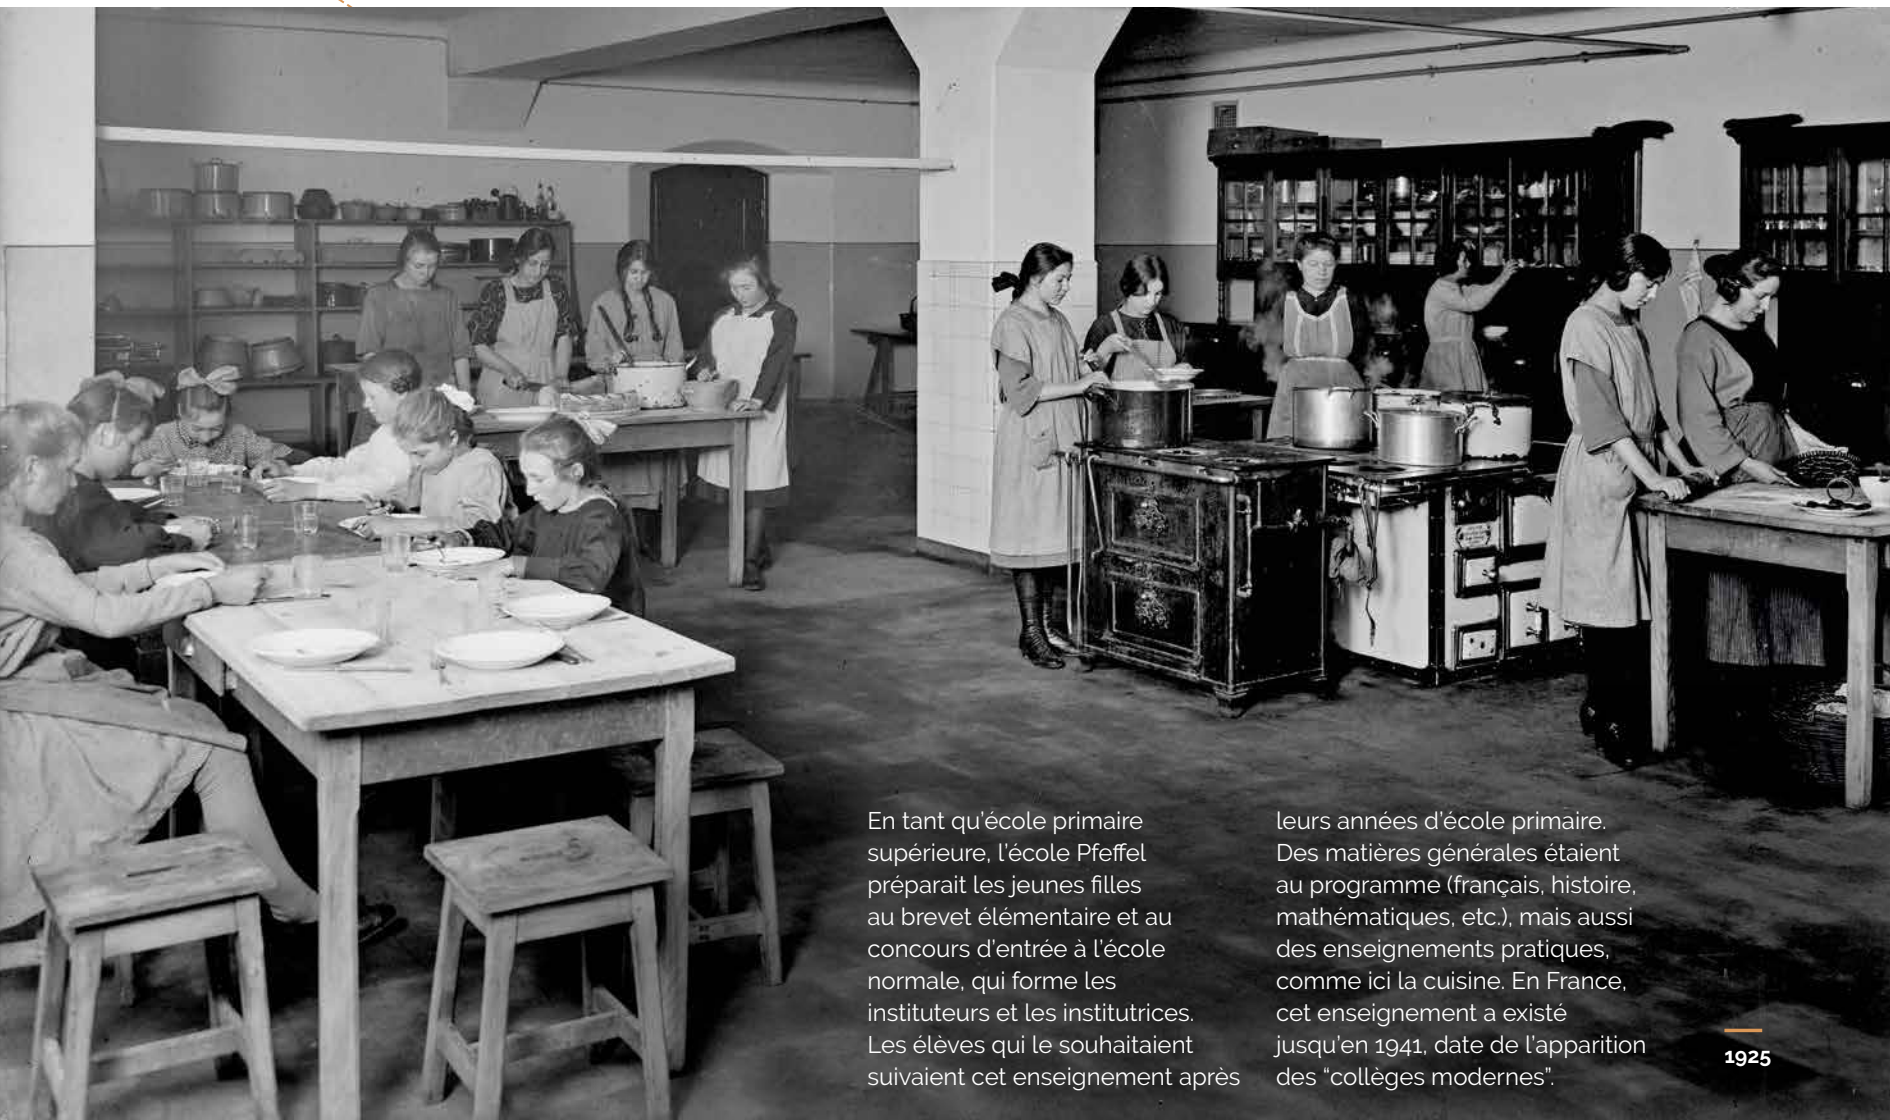 En tant qu’école primaire
supérieure, l’école Pfeffel
préparait les jeunes filles
au brevet élémentaire et au
concours d’entrée à l’école
normale, qui forme les
instituteurs et les institutrices.
Les élèves qui le souhaitaient
suivaient cet enseignement après
leurs années d’école primaire.
Des matières générales étaient
au programme (français, histoire,
mathématiques, etc.), mais aussi
des enseignements pratiques,
comme ici la cuisine. En France,
cet enseignement a existé
jusqu’en 1941, date de l’apparition
des “collèges modernes”.
1925